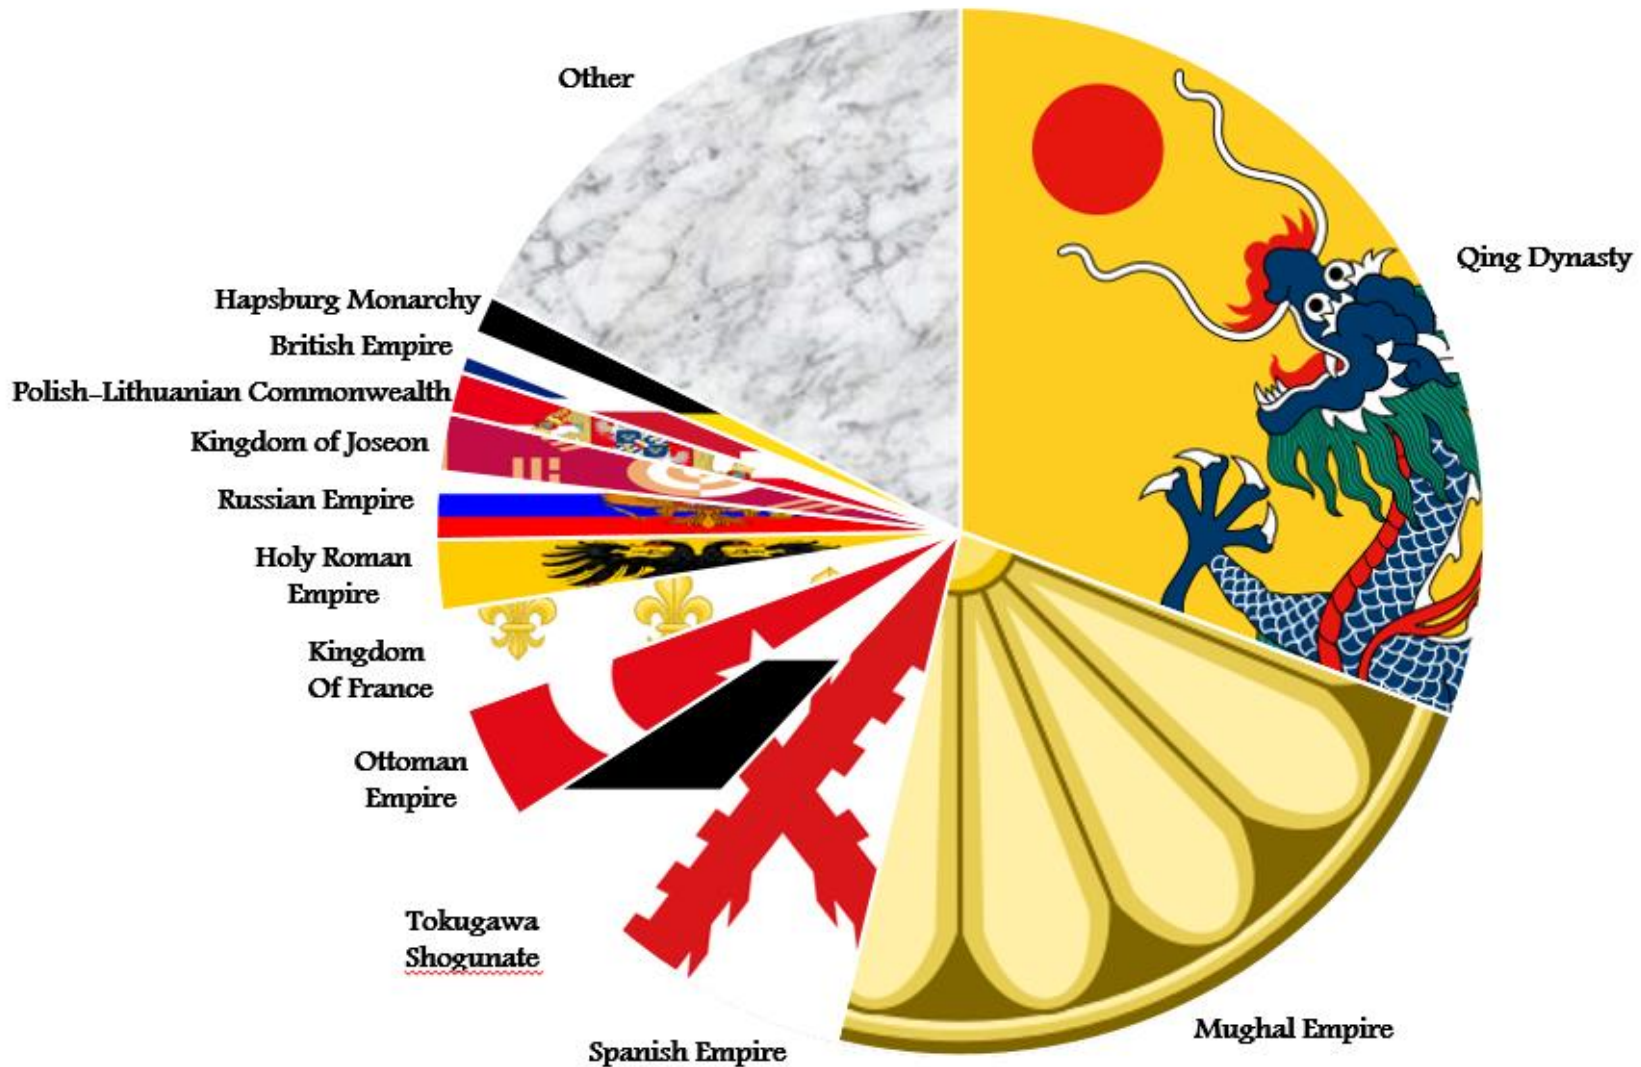 Other
Qing Dynasty
Hapsburg Monarchy
British Empire
Polish-Lithuanian Commonwealth
Kingdom of Joseon
Russian Empire
Holy Roman
Empire
Kingdom
Of France
Ottoman
Empire
Tokugawa
Shogunate
Spanish Empire
Mughal Empire